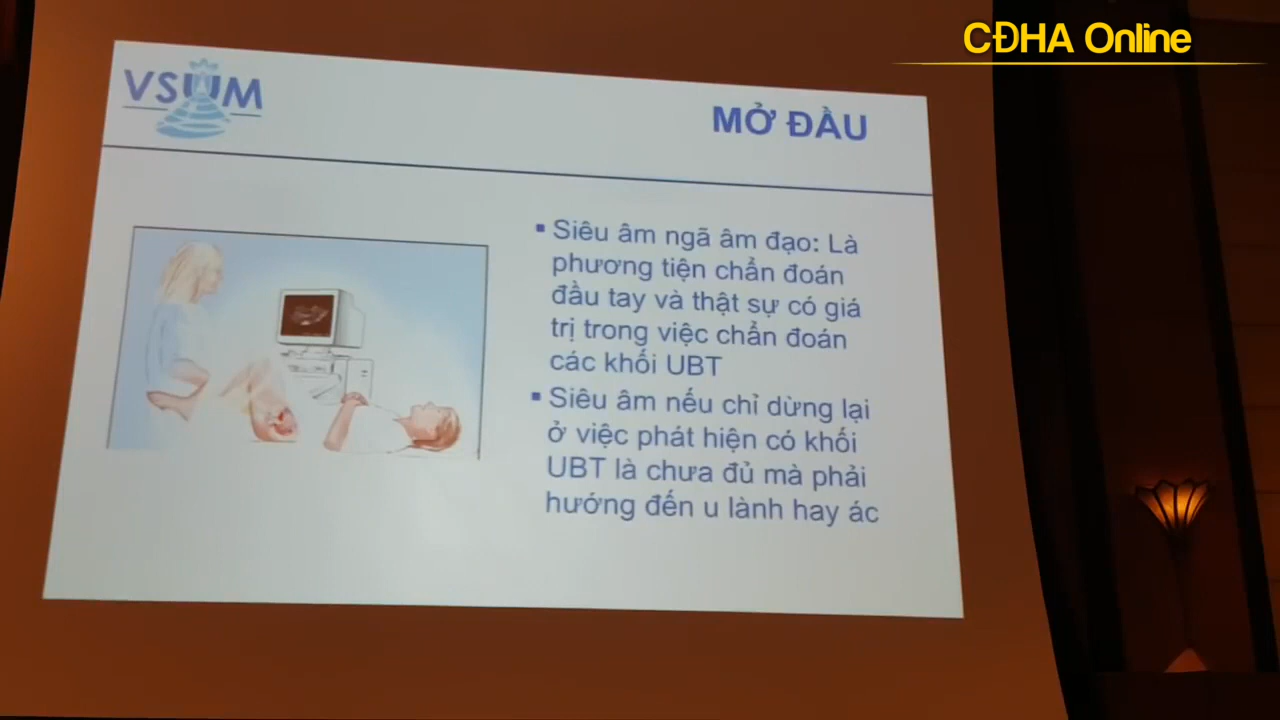 CĐHA Online
VSUM
MỞ ĐẦU
▪ Siêu âm ngã âm đạo: Là
phương tiện chẩn đoán
đầu tay và thật sự có giá
trị trong việc chẩn đoán
các khối UBT
▪ Siêu âm nếu chỉ dừng lại
ở việc phát hiện có khối
UBT là chưa đủ mà phải
hướng đến u lành hay ác